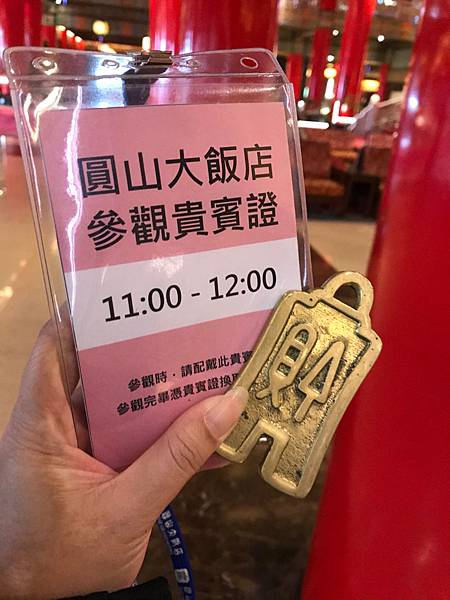 圓山大飯店
參觀貴賓證
11:00 - 12:00
參觀時，請配戴此貴賓
參觀完畢憑貴賓證換
財